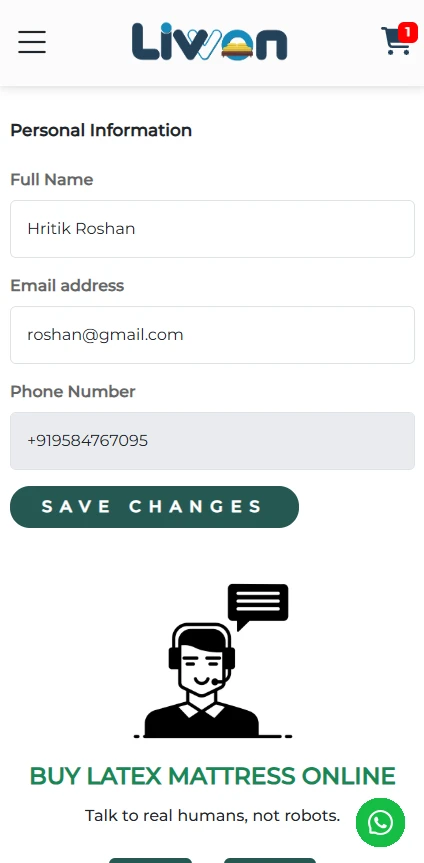 Liwon
1
Personal Information
Full Name
Hritik Roshan
Email address
roshan@gmail.com
Phone Number
+919584767095
SAVE CHANGES
BUY LATEX MATTRESS ONLINE
Talk to real humans, not robots.